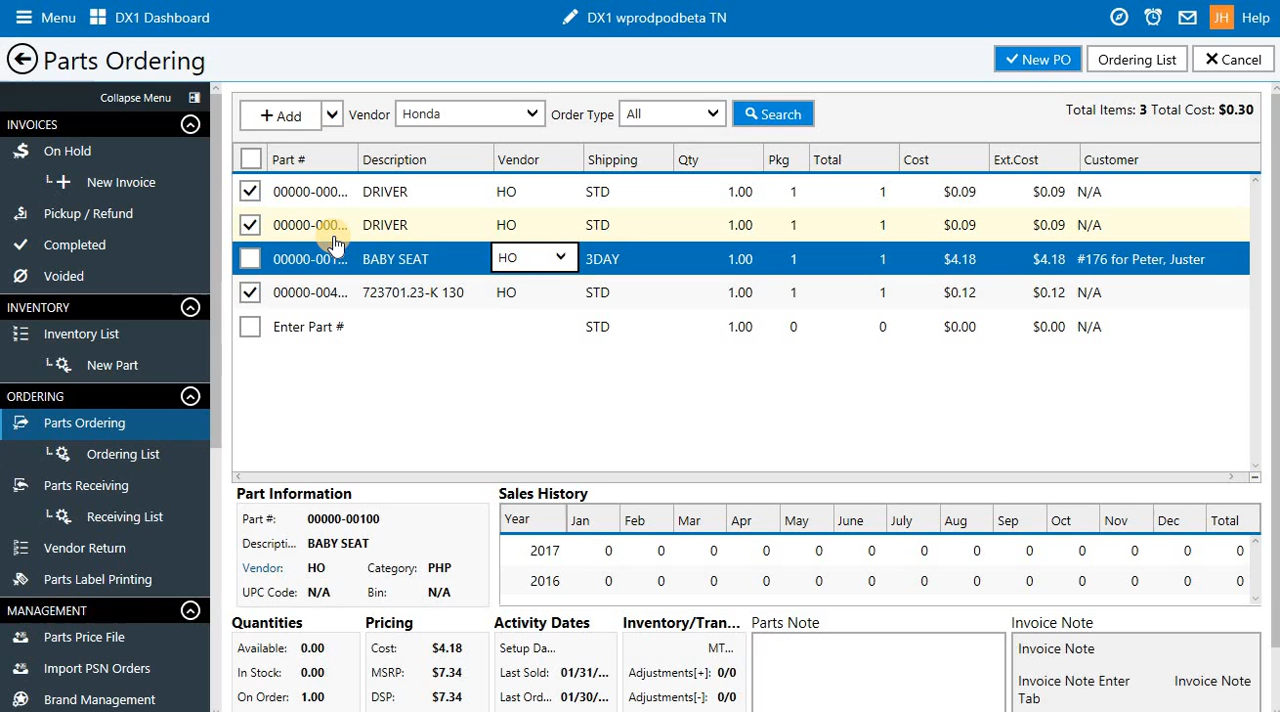 Menu DX1 Dashboard DX1 wprodpodbeta TN JH Help
Parts Ordering New PO Ordering List Cancel
Collapse Menu
INVOICES
On Hold
New Invoice
Pickup / Refund
Completed
Voided
INVENTORY
Inventory List
New Part
ORDERING
Parts Ordering
Ordering List
Parts Receiving
Receiving List
Vendor Return
Parts Label Printing
MANAGEMENT
Parts Price File
Import PSN Orders
Brand Management
+ Add Vendor Honda Order Type All Search Total Items: 3 Total Cost: $0.30
Part # Description Vendor Shipping Qty Pkg Total Cost Ext.Cost Customer
00000-000... DRIVER HO STD 1.00 1 1 $0.09 $0.09 N/A
00000-000... DRIVER HO STD 1.00 1 1 $0.09 $0.09 N/A
00000-001... BABY SEAT HO 3DAY 1.00 1 1 $4.18 $4.18 #176 for Peter, Juster
00000-004... 723701.23-K 130 HO STD 1.00 1 1 $0.12 $0.12 N/A
Enter Part # STD 1.00 0 0 $0.00 $0.00 N/A
Part Information
Part #: 00000-00100
Descripti... BABY SEAT
Vendor: HO Category: PHP
UPC Code: N/A Bin: N/A
Sales History
Year Jan Feb Mar Apr May June July Aug Sep Oct Nov Dec Total
2017 0 0 0 0 0 0 0 0 0 0 0 0 0
2016 0 0 0 0 0 0 0 0 0 0 0 0 0
Quantities
Available: 0.00
In Stock: 0.00
On Order: 1.00
Pricing
Cost: $4.18
MSRP: $7.34
DSP: $7.34
Activity Dates
Setup Da...
Last Sold: 01/31/...
Last Ord... 01/30/...
Inventory/Tran...
MT...
Adjustments[+]: 0/0
Adjustments[-]: 0/0
Parts Note
Invoice Note
Invoice Note
Invoice Note Enter Invoice Note
Tab